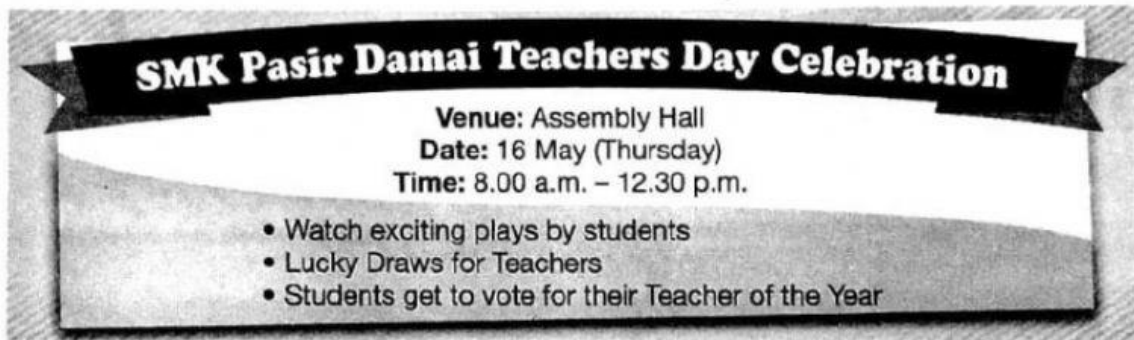 SMK Pasir Damai Teachers Day Celebration
Venue: Assembly Hall
Date: 16 May (Thursday)
Time: 8.00 a.m. – 12.30 p.m.
• Watch exciting plays by students
• Lucky Draws for Teachers
• Students get to vote for their Teacher of the Year